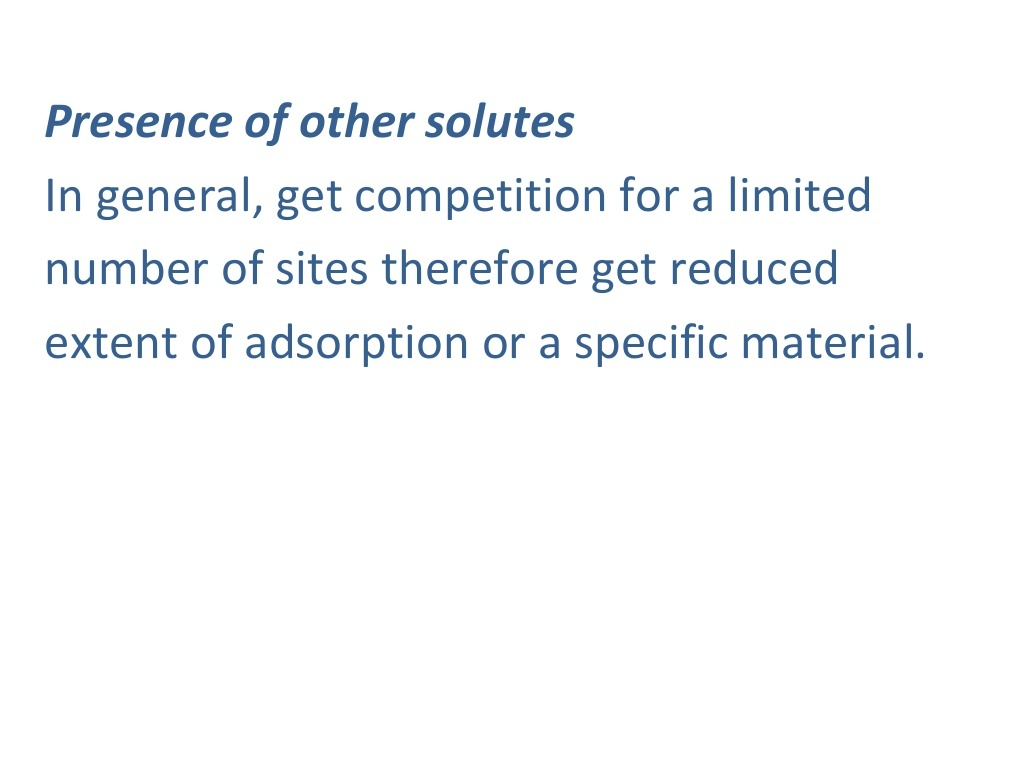 Presence of other solutes
In general, get competition for a limited
number of sites therefore get reduced
extent of adsorption or a specific material.